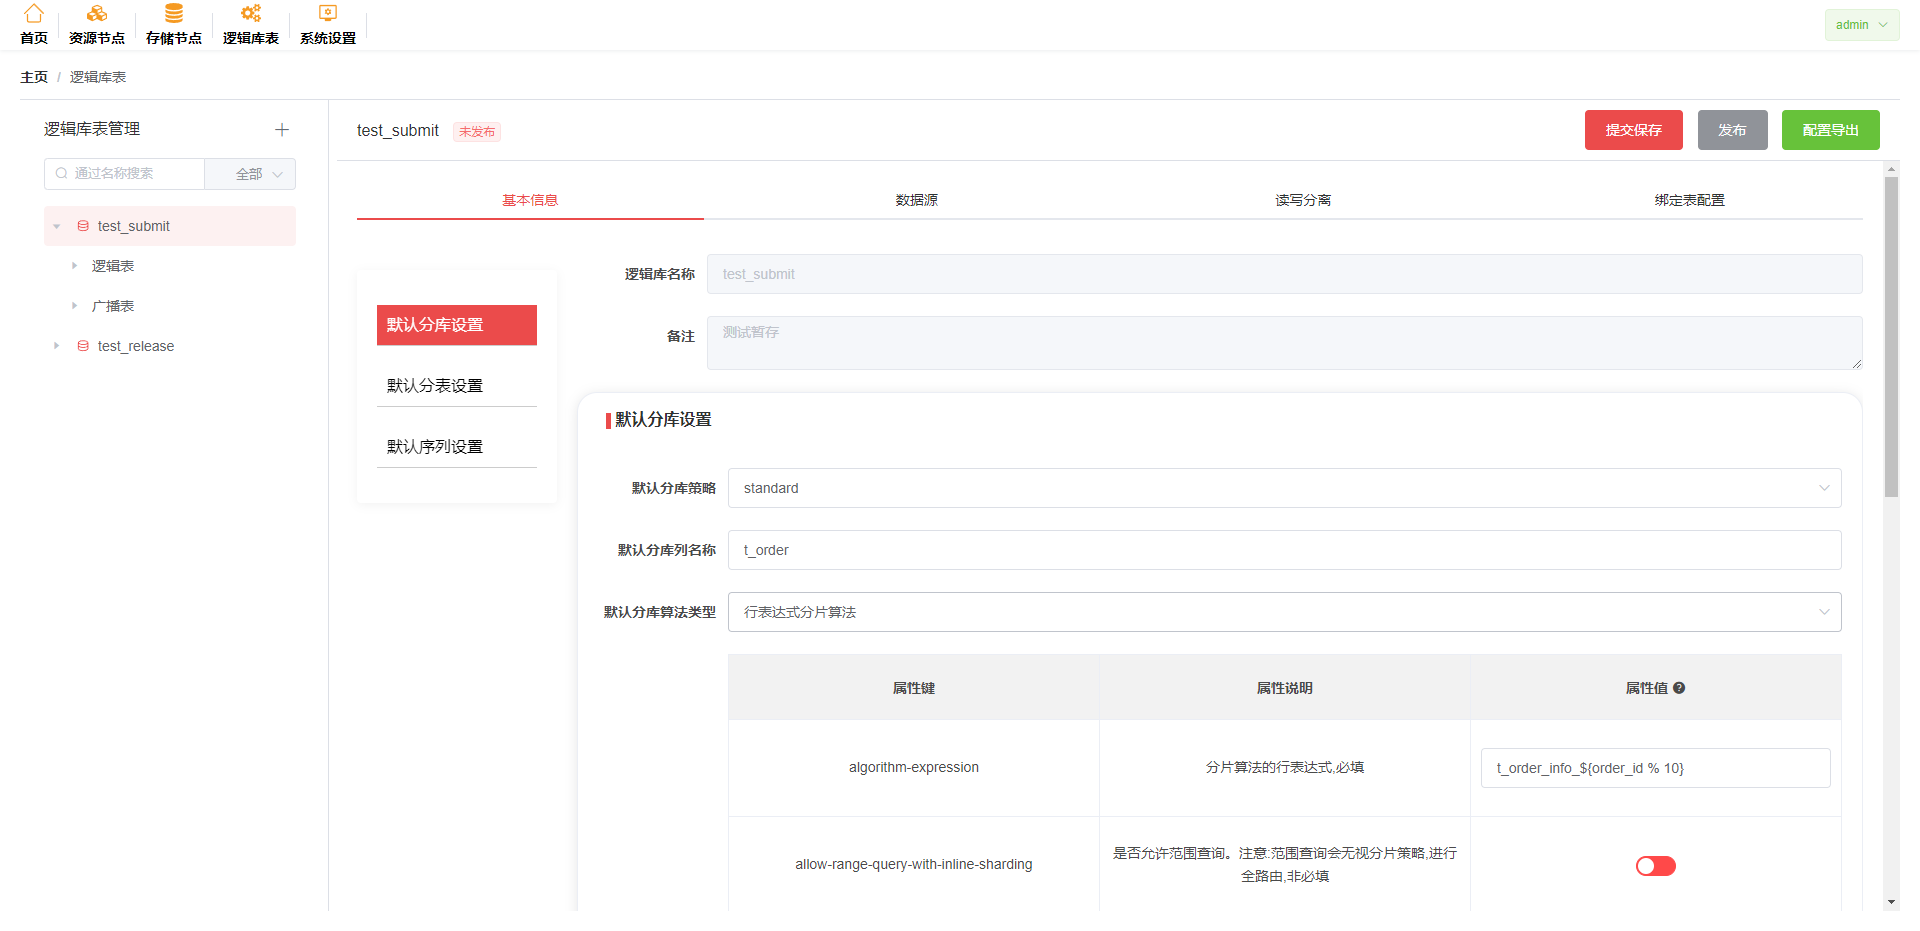 首页
资源节点
存储节点
逻辑库表
系统设置
admin
主页 / 逻辑库表
逻辑库表管理
通过名称搜索
全部
test_submit
逻辑表
广播表
test_release
test_submit
未发布
提交保存
发布
配置导出
基本信息
数据源
读写分离
绑定表配置
默认分库设置
默认分表设置
默认序列设置
逻辑库名称
test_submit
备注
测试暂存
默认分库设置
默认分库策略
standard
默认分库列名称
t_order
默认分库算法类型
行表达式分片算法
属性键
属性说明
属性值
algorithm-expression
分片算法的行表达式,必填
t_order_info_${order_id % 10}
allow-range-query-with-inline-sharding
是否允许范围查询。注意:范围查询会无视分片策略,进行
全路由,非必填